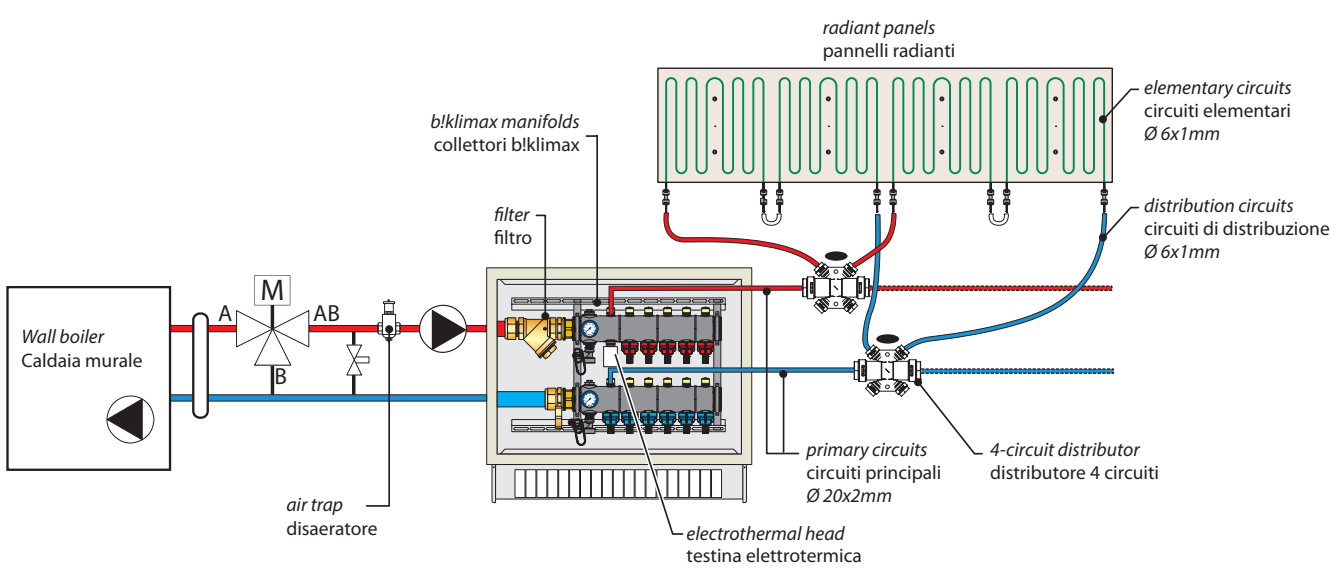 radiant panels
pannelli radianti
elementary circuits
circuiti elementari
Ø 6x1mm
b!klimax manifolds
collettori b!klimax
filter
filtro
distribution circuits
circuiti di distribuzione
Ø 6x1mm
M
A
AB
B
Wall boiler
Caldaia murale
primary circuits
circuiti principali
Ø 20x2mm
4-circuit distributor
distributore 4 circuiti
air trap
disaeratore
electrothermal head
testina elettrotermica